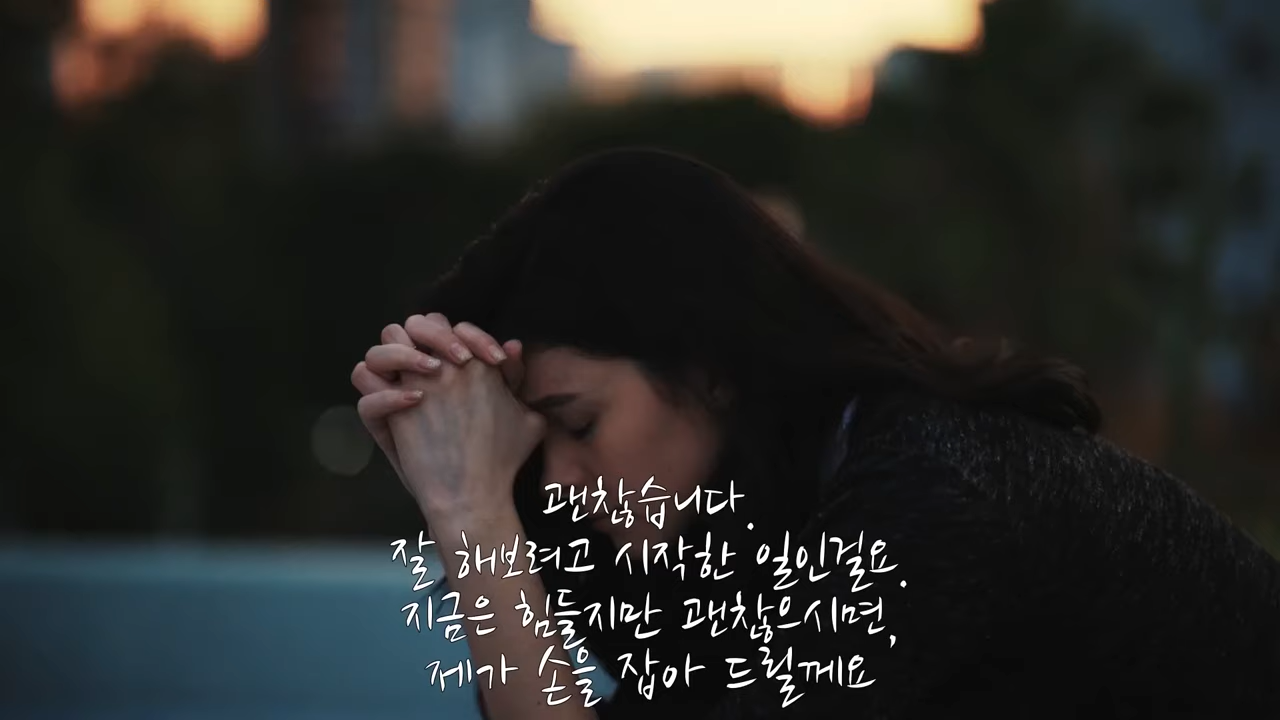 괜찮습니다.
잘 해보려고 시작한 일인걸요.
지금은 힘들지만 괜찮으시면,
제가 손을 잡아 드릴께요